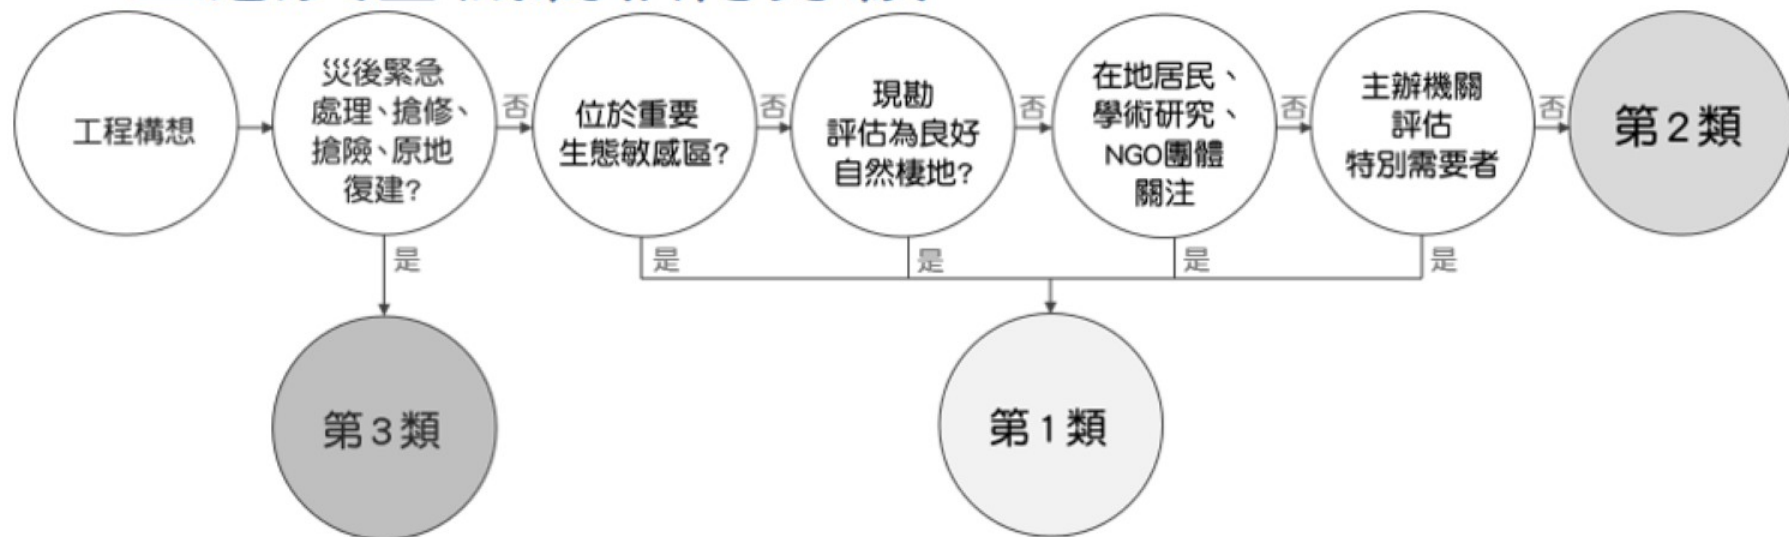 工程構想
災後緊急
處理、搶修、
搶險、原地
復建?
否
位於重要
生態敏感區?
否
現勘
評估為良好
自然棲地?
否
在地居民、
學術研究、
NGO團體
關注
否
主辦機關
評估
特別需要者
否
第2類
是
是
是
是
是
第3類
第1類